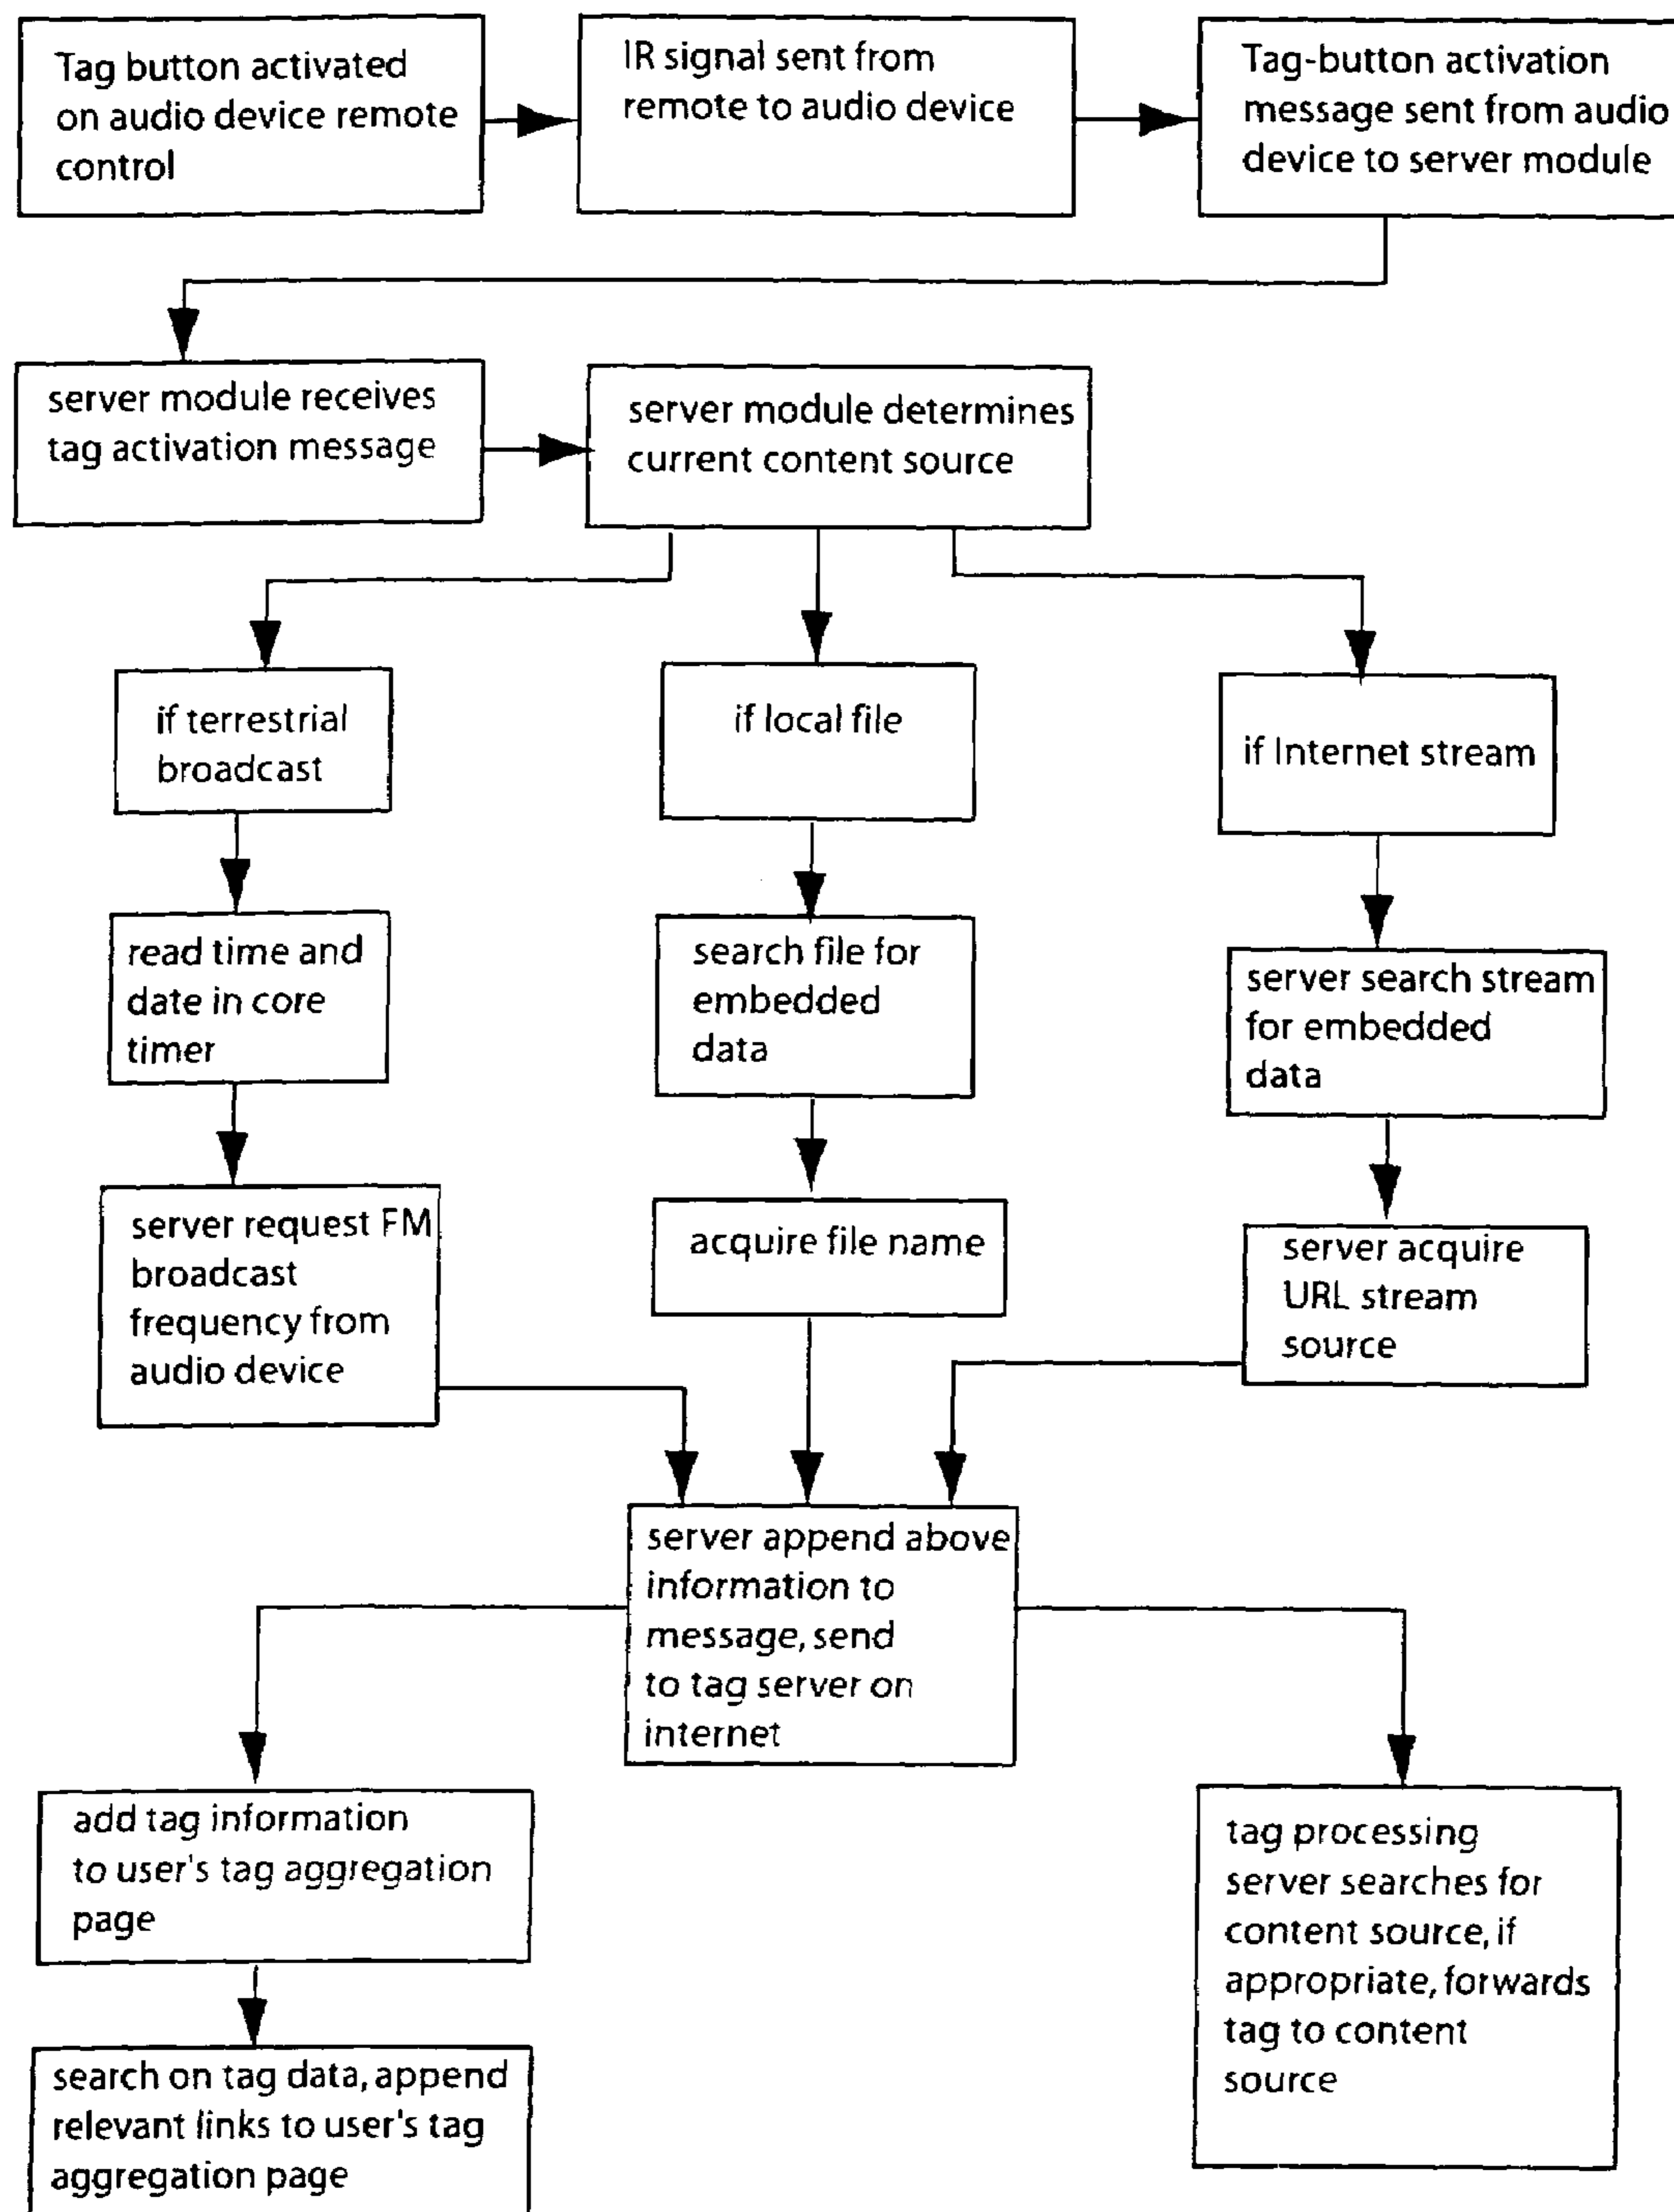 Tag button activated
on audio device remote
control
IR signal sent from
remote to audio device
Tag-button activation
message sent from audio
device to server module
server module receives
tag activation message
server module determines
current content source
if terrestrial
broadcast
if local file
if Internet stream
read time and
date in core
timer
search file for
embedded
data
server search stream
for embedded
data
server request FM
broadcast
frequency from
audio device
acquire file name
server acquire
URL stream
source
server append above
information to
message, send
to tag server on
internet
add tag information
to user's tag aggregation
page
tag processing
server searches for
content source, if
appropriate, forwards
tag to content
source
search on tag data, append
relevant links to user's tag
aggregation page